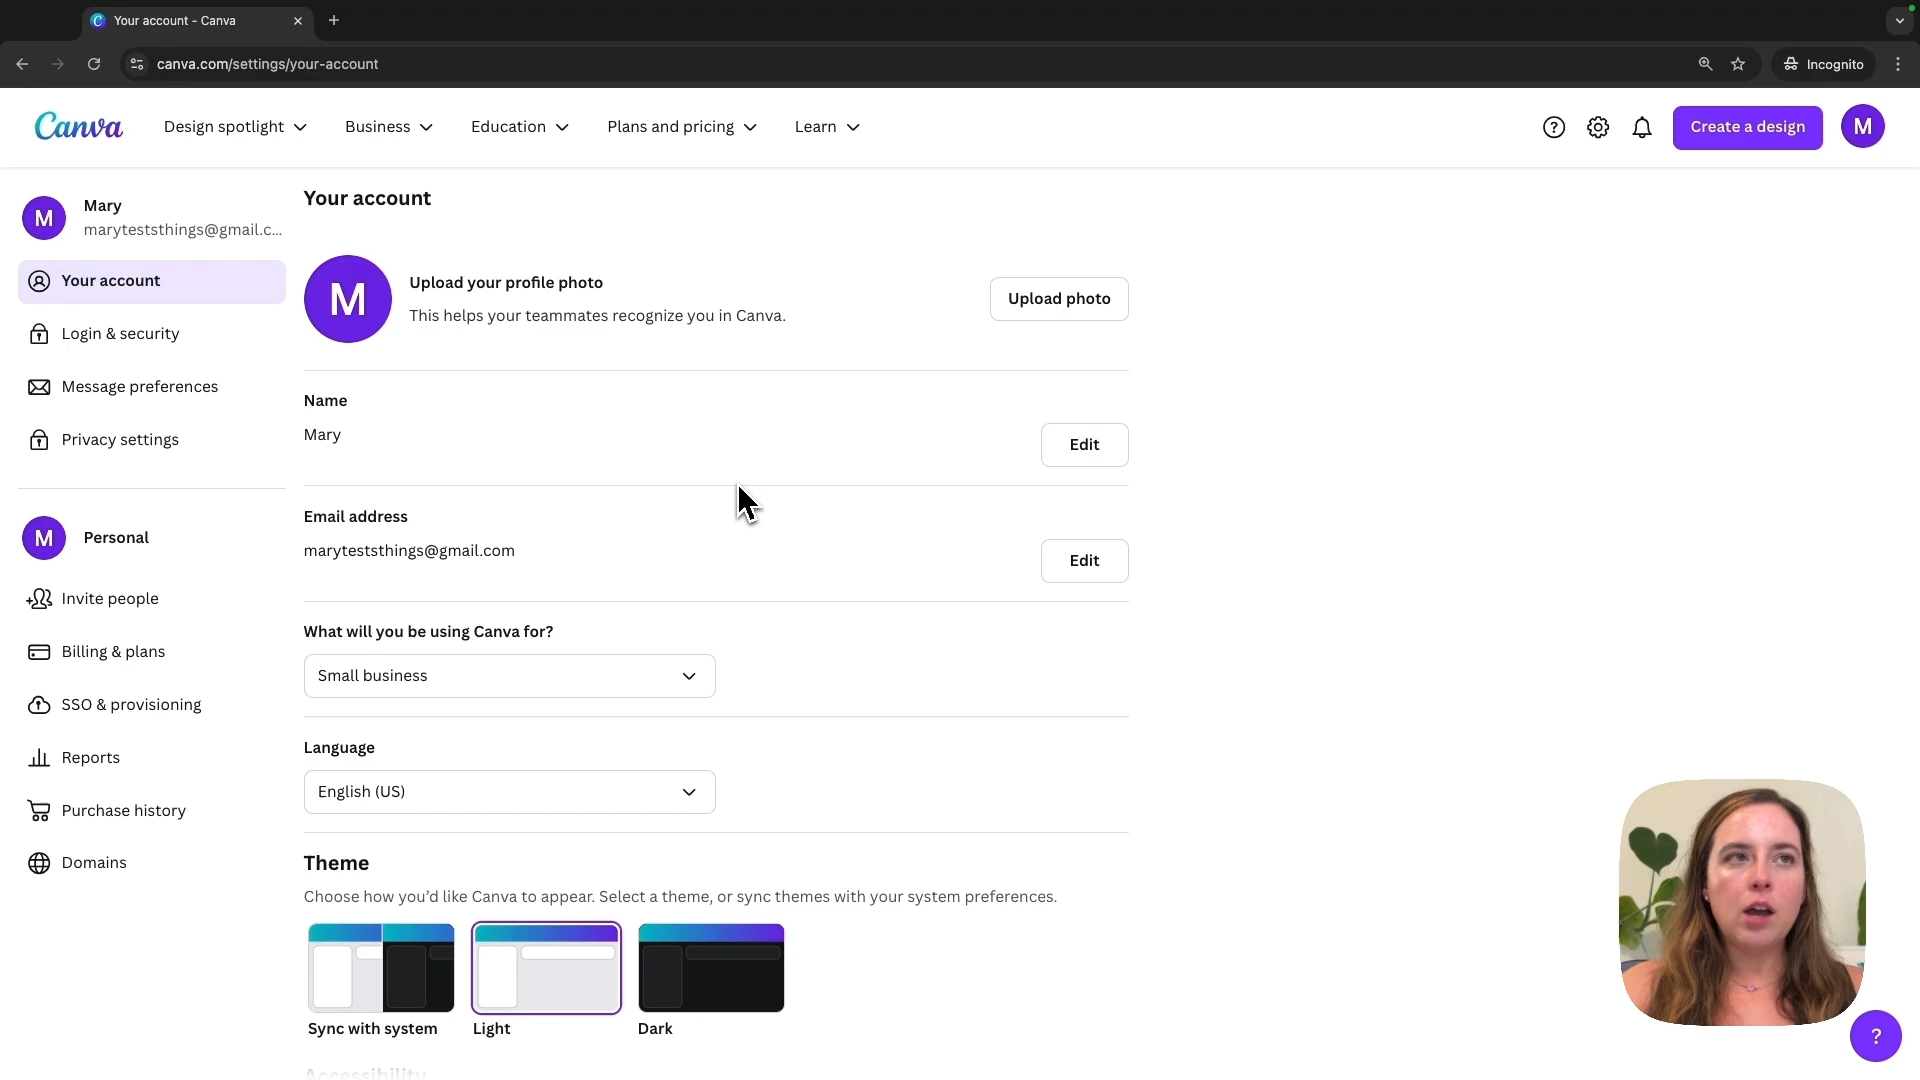 Your account - Canva
canva.com/settings/your-account
Incognito
Canva
Design spotlight
Business
Education
Plans and pricing
Learn
Create a design
M
M
Mary
maryteststhings@gmail.c...
Your account
Login & security
Message preferences
Privacy settings
M
Personal
Invite people
Billing & plans
SSO & provisioning
Reports
Purchase history
Domains
Your account
M
Upload your profile photo
This helps your teammates recognize you in Canva.
Upload photo
Name
Mary
Edit
Email address
maryteststhings@gmail.com
Edit
What will you be using Canva for?
Small business
Language
English (US)
Theme
Choose how you’d like Canva to appear. Select a theme, or sync themes with your system preferences.
Sync with system
Light
Dark
Accessibility
?